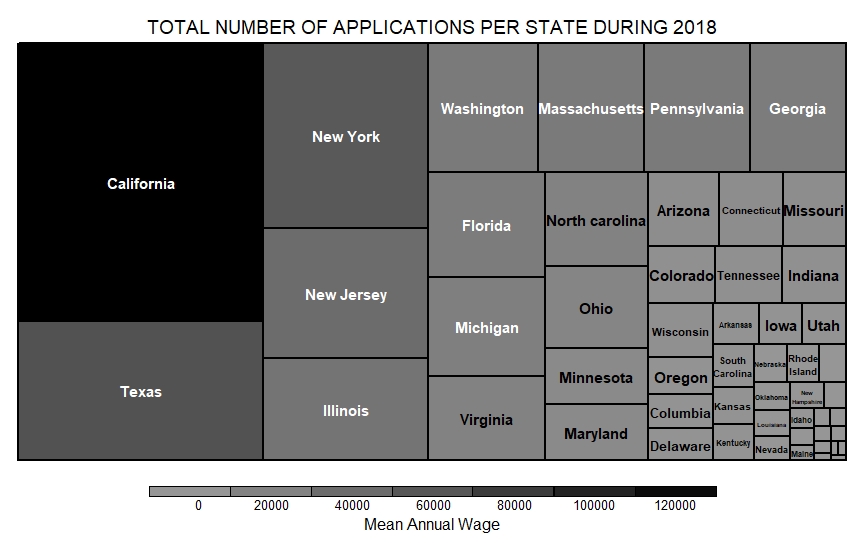 TOTAL NUMBER OF APPLICATIONS PER STATE DURING 2018
California
Texas
New York
New Jersey
Illinois
Washington
Massachusetts
Pennsylvania
Georgia
Florida
Michigan
Virginia
North carolina
Ohio
Minnesota
Maryland
Arizona
Connecticut
Missouri
Colorado
Tennessee
Indiana
Wisconsin
Oregon
Columbia
Delaware
Arkansas
Iowa
Utah
South
Carolina
Kansas
Kentucky
Nebraska
Rhode
Island
Oklahoma
Louisiana
Nevada
New
Hampshire
Idaho
Maine
0 20000 40000 60000 80000 100000 120000
Mean Annual Wage